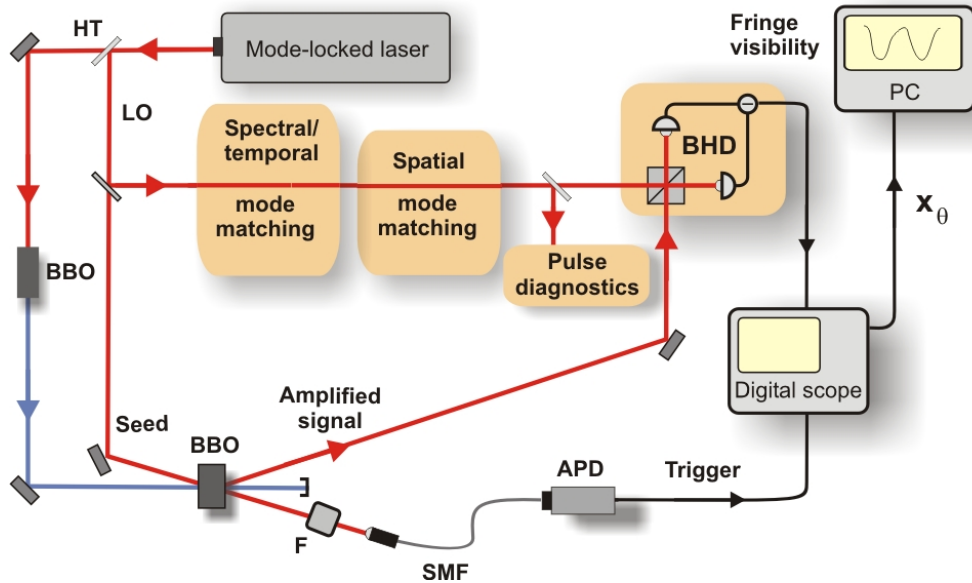 HT
Mode-locked laser
Fringe
visibility
PC
LO
Spectral/
temporal
mode matching
Spatial
mode
matching
BHD
−
x θ
BBO
Pulse
diagnostics
Digital scope
Seed
BBO
Amplified
signal
APD
Trigger
F
SMF